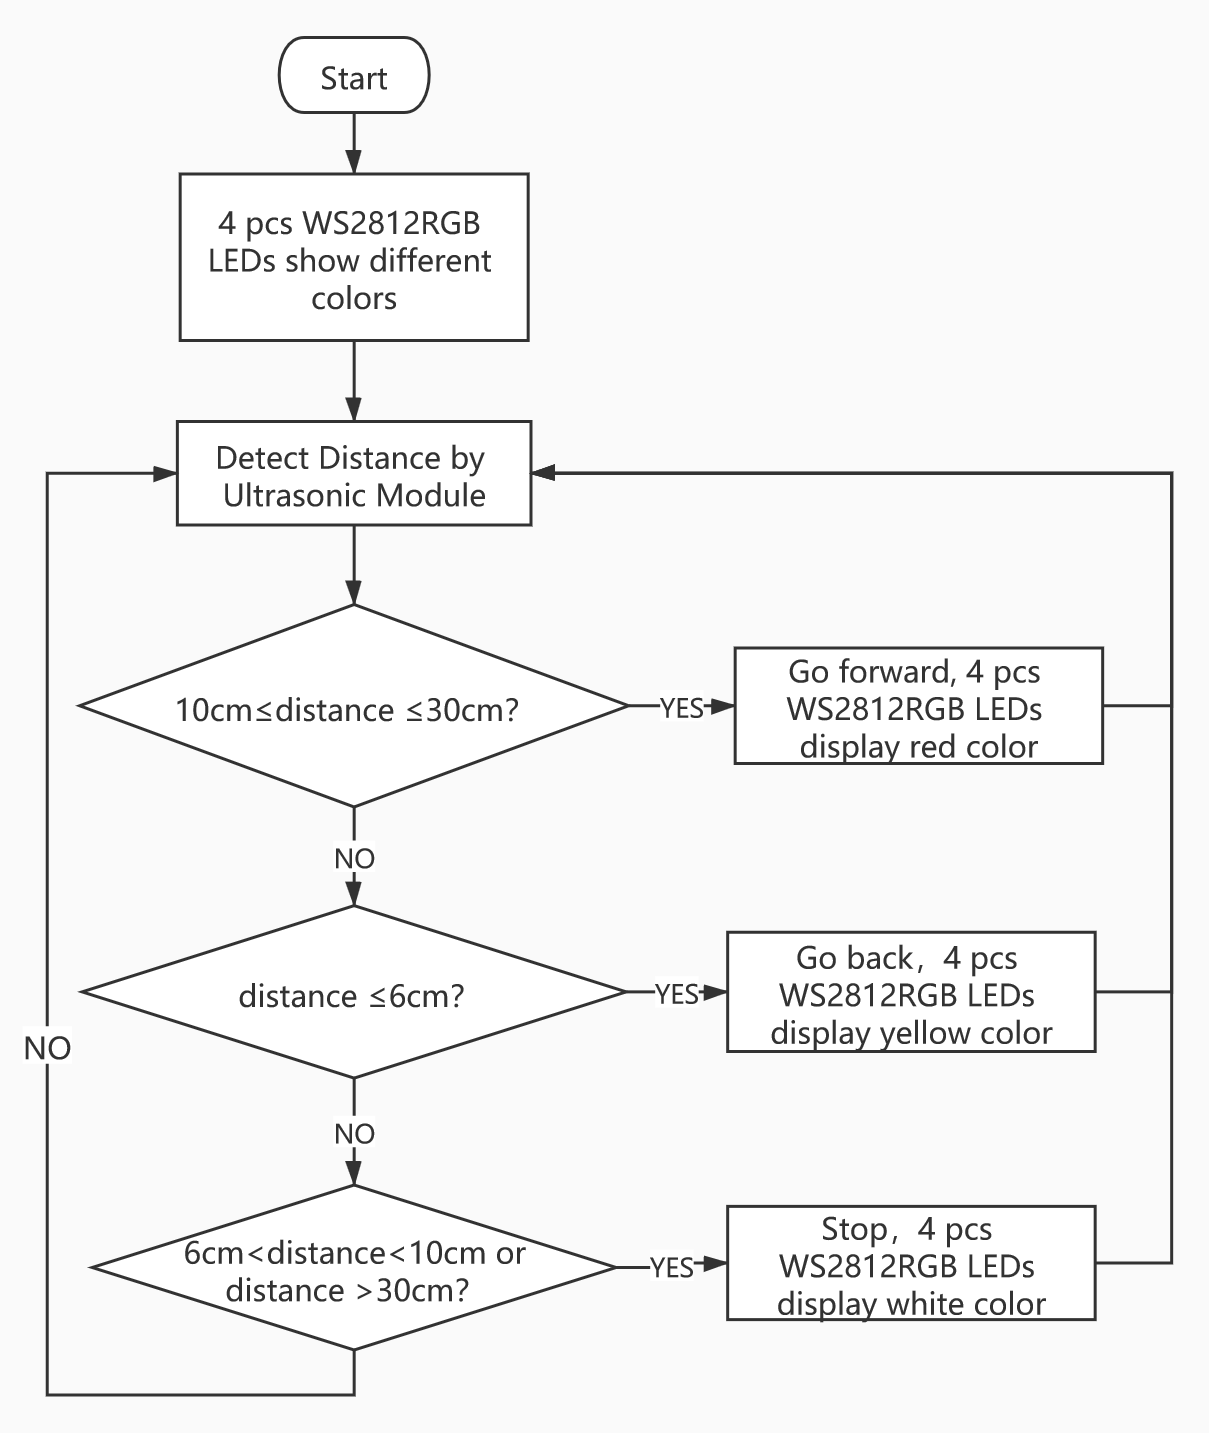 Start
4 pcs WS2812RGB
LEDs show different
colors
Detect Distance by
Ultrasonic Module
10cm≤distance ≤30cm?
YES
Go forward, 4 pcs
WS2812RGB LEDs
display red color
NO
distance ≤6cm?
YES
Go back，4 pcs
WS2812RGB LEDs
display yellow color
NO
NO
6cm<distance<10cm or
distance >30cm?
YES
Stop，4 pcs
WS2812RGB LEDs
display white color